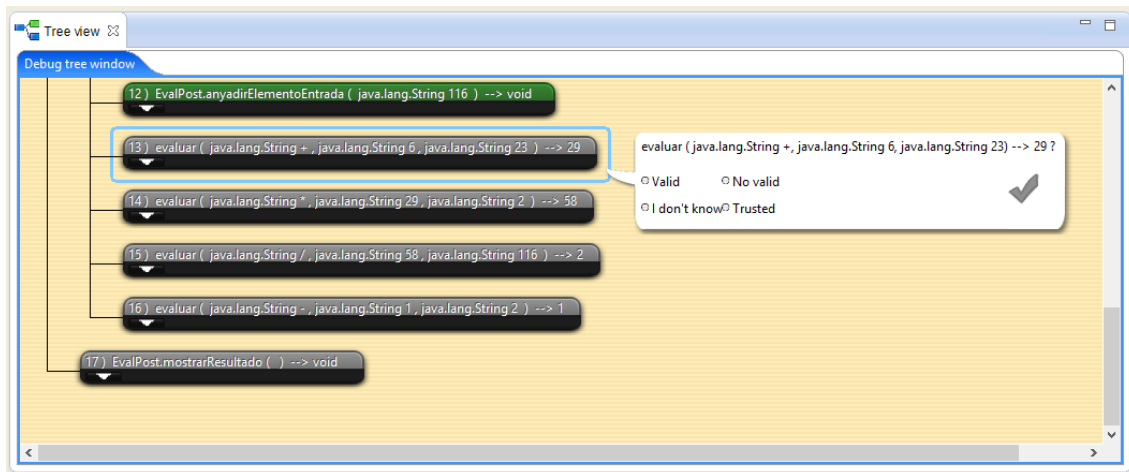 Tree view
Debug tree window
12 )  EvalPost.anyadirElementoEntrada (  java.lang.String 116  ) --> void
13 )  evaluar (  java.lang.String + , java.lang.String 6 , java.lang.String 23  ) --> 29
evaluar ( java.lang.String +, java.lang.String 6, java.lang.String 23) --> 29 ?
Valid No valid
I don't know Trusted
14 )  evaluar (  java.lang.String * , java.lang.String 29 , java.lang.String 2  ) --> 58
15 )  evaluar (  java.lang.String / , java.lang.String 58 , java.lang.String 116  ) --> 2
16 )  evaluar (  java.lang.String - , java.lang.String 1 , java.lang.String 2  ) --> 1
17 )  EvalPost.mostrarResultado (  ) --> void